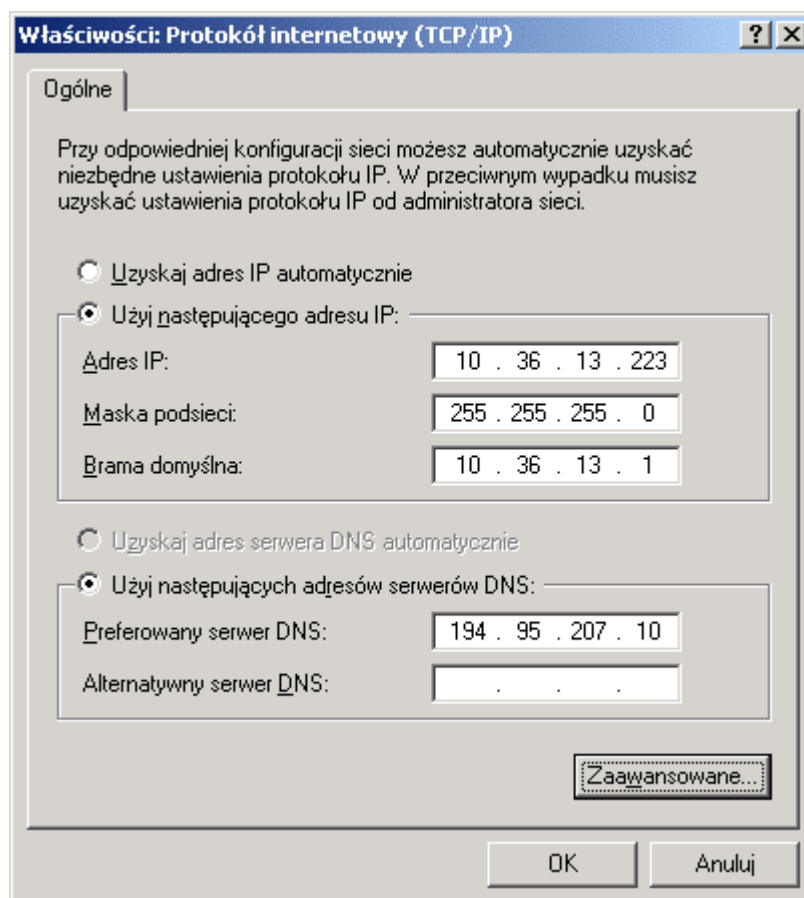 Właściwości: Protokół internetowy (TCP/IP)
Ogólne
Przy odpowiedniej konfiguracji sieci możesz automatycznie uzyskać
niezbędne ustawienia protokołu IP. W przeciwnym wypadku musisz
uzyskać ustawienia protokołu IP od administratora sieci.
Uzyskaj adres IP automatycznie
Użyj następującego adresu IP:
Adres IP: 10 . 36 . 13 . 223
Maska podsieci: 255 . 255 . 255 . 0
Brama domyślna: 10 . 36 . 13 . 1
Uzyskaj adres serwera DNS automatycznie
Użyj następujących adresów serwerów DNS:
Preferowany serwer DNS: 194 . 95 . 207 . 10
Alternatywny serwer DNS: . . .
Zaawansowane...
OK Anuluj